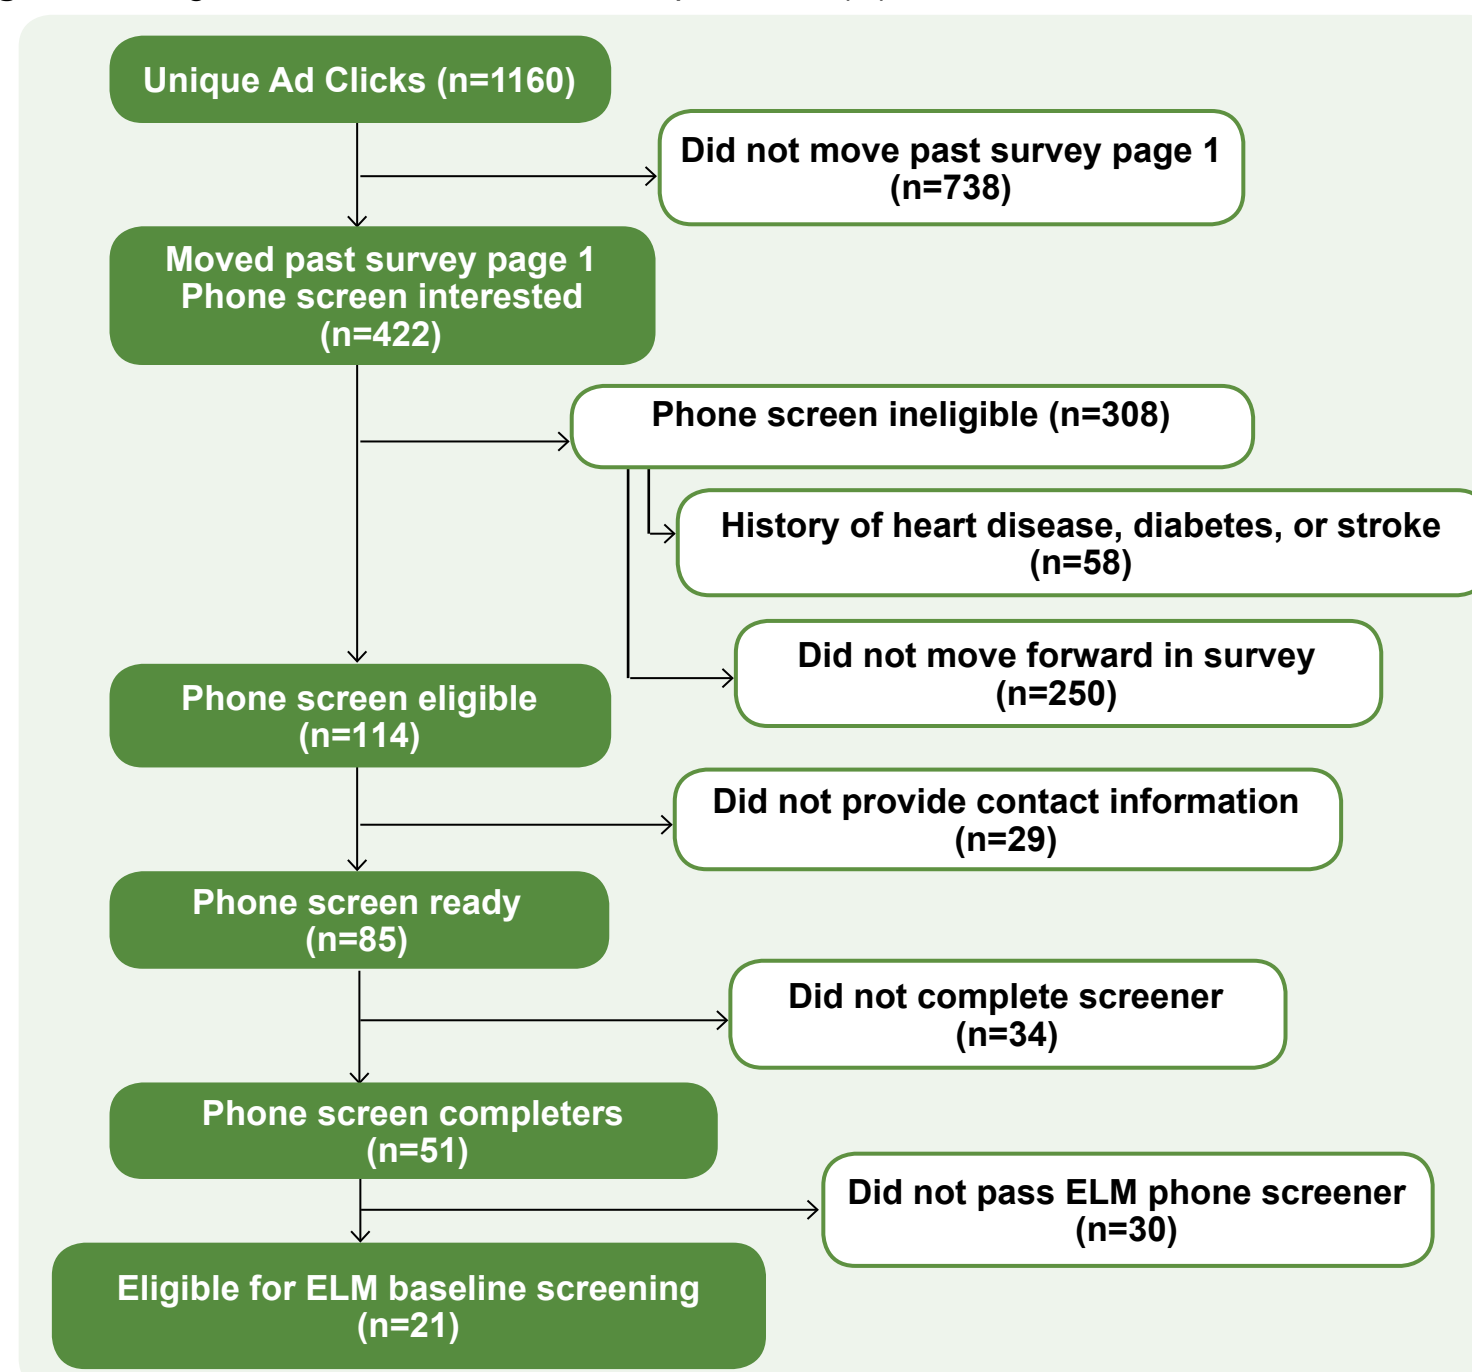 Unique Ad Clicks (n=1160)
Did not move past survey page 1
(n=738)
Moved past survey page 1
Phone screen interested
(n=422)
Phone screen ineligible (n=308)
History of heart disease, diabetes, or stroke
(n=58)
Did not move forward in survey
(n=250)
Phone screen eligible
(n=114)
Did not provide contact information
(n=29)
Phone screen ready
(n=85)
Did not complete screener
(n=34)
Phone screen completers
(n=51)
Did not pass ELM phone screener
(n=30)
Eligible for ELM baseline screening
(n=21)